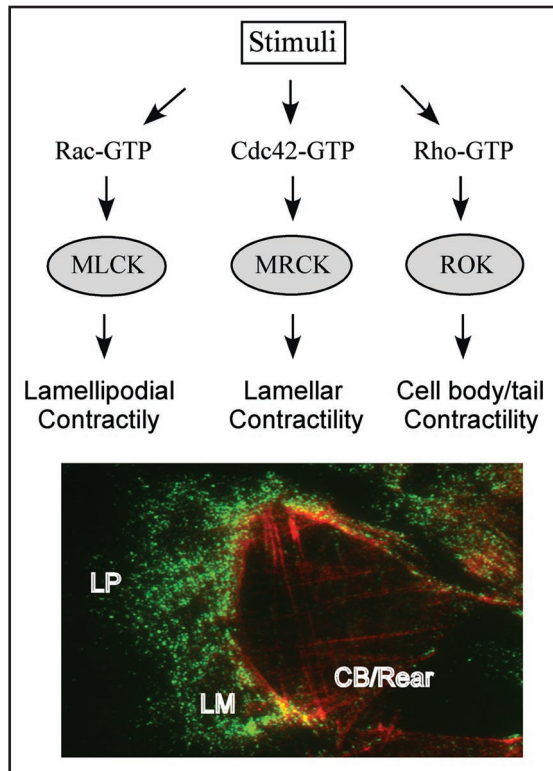 Stimuli
Rac-GTP Cdc42-GTP Rho-GTP
MLCK MRCK ROK
Lamellipodial Lamellar Cell body/tail
Contractily Contractility Contractility
LP
CB/Rear
LM